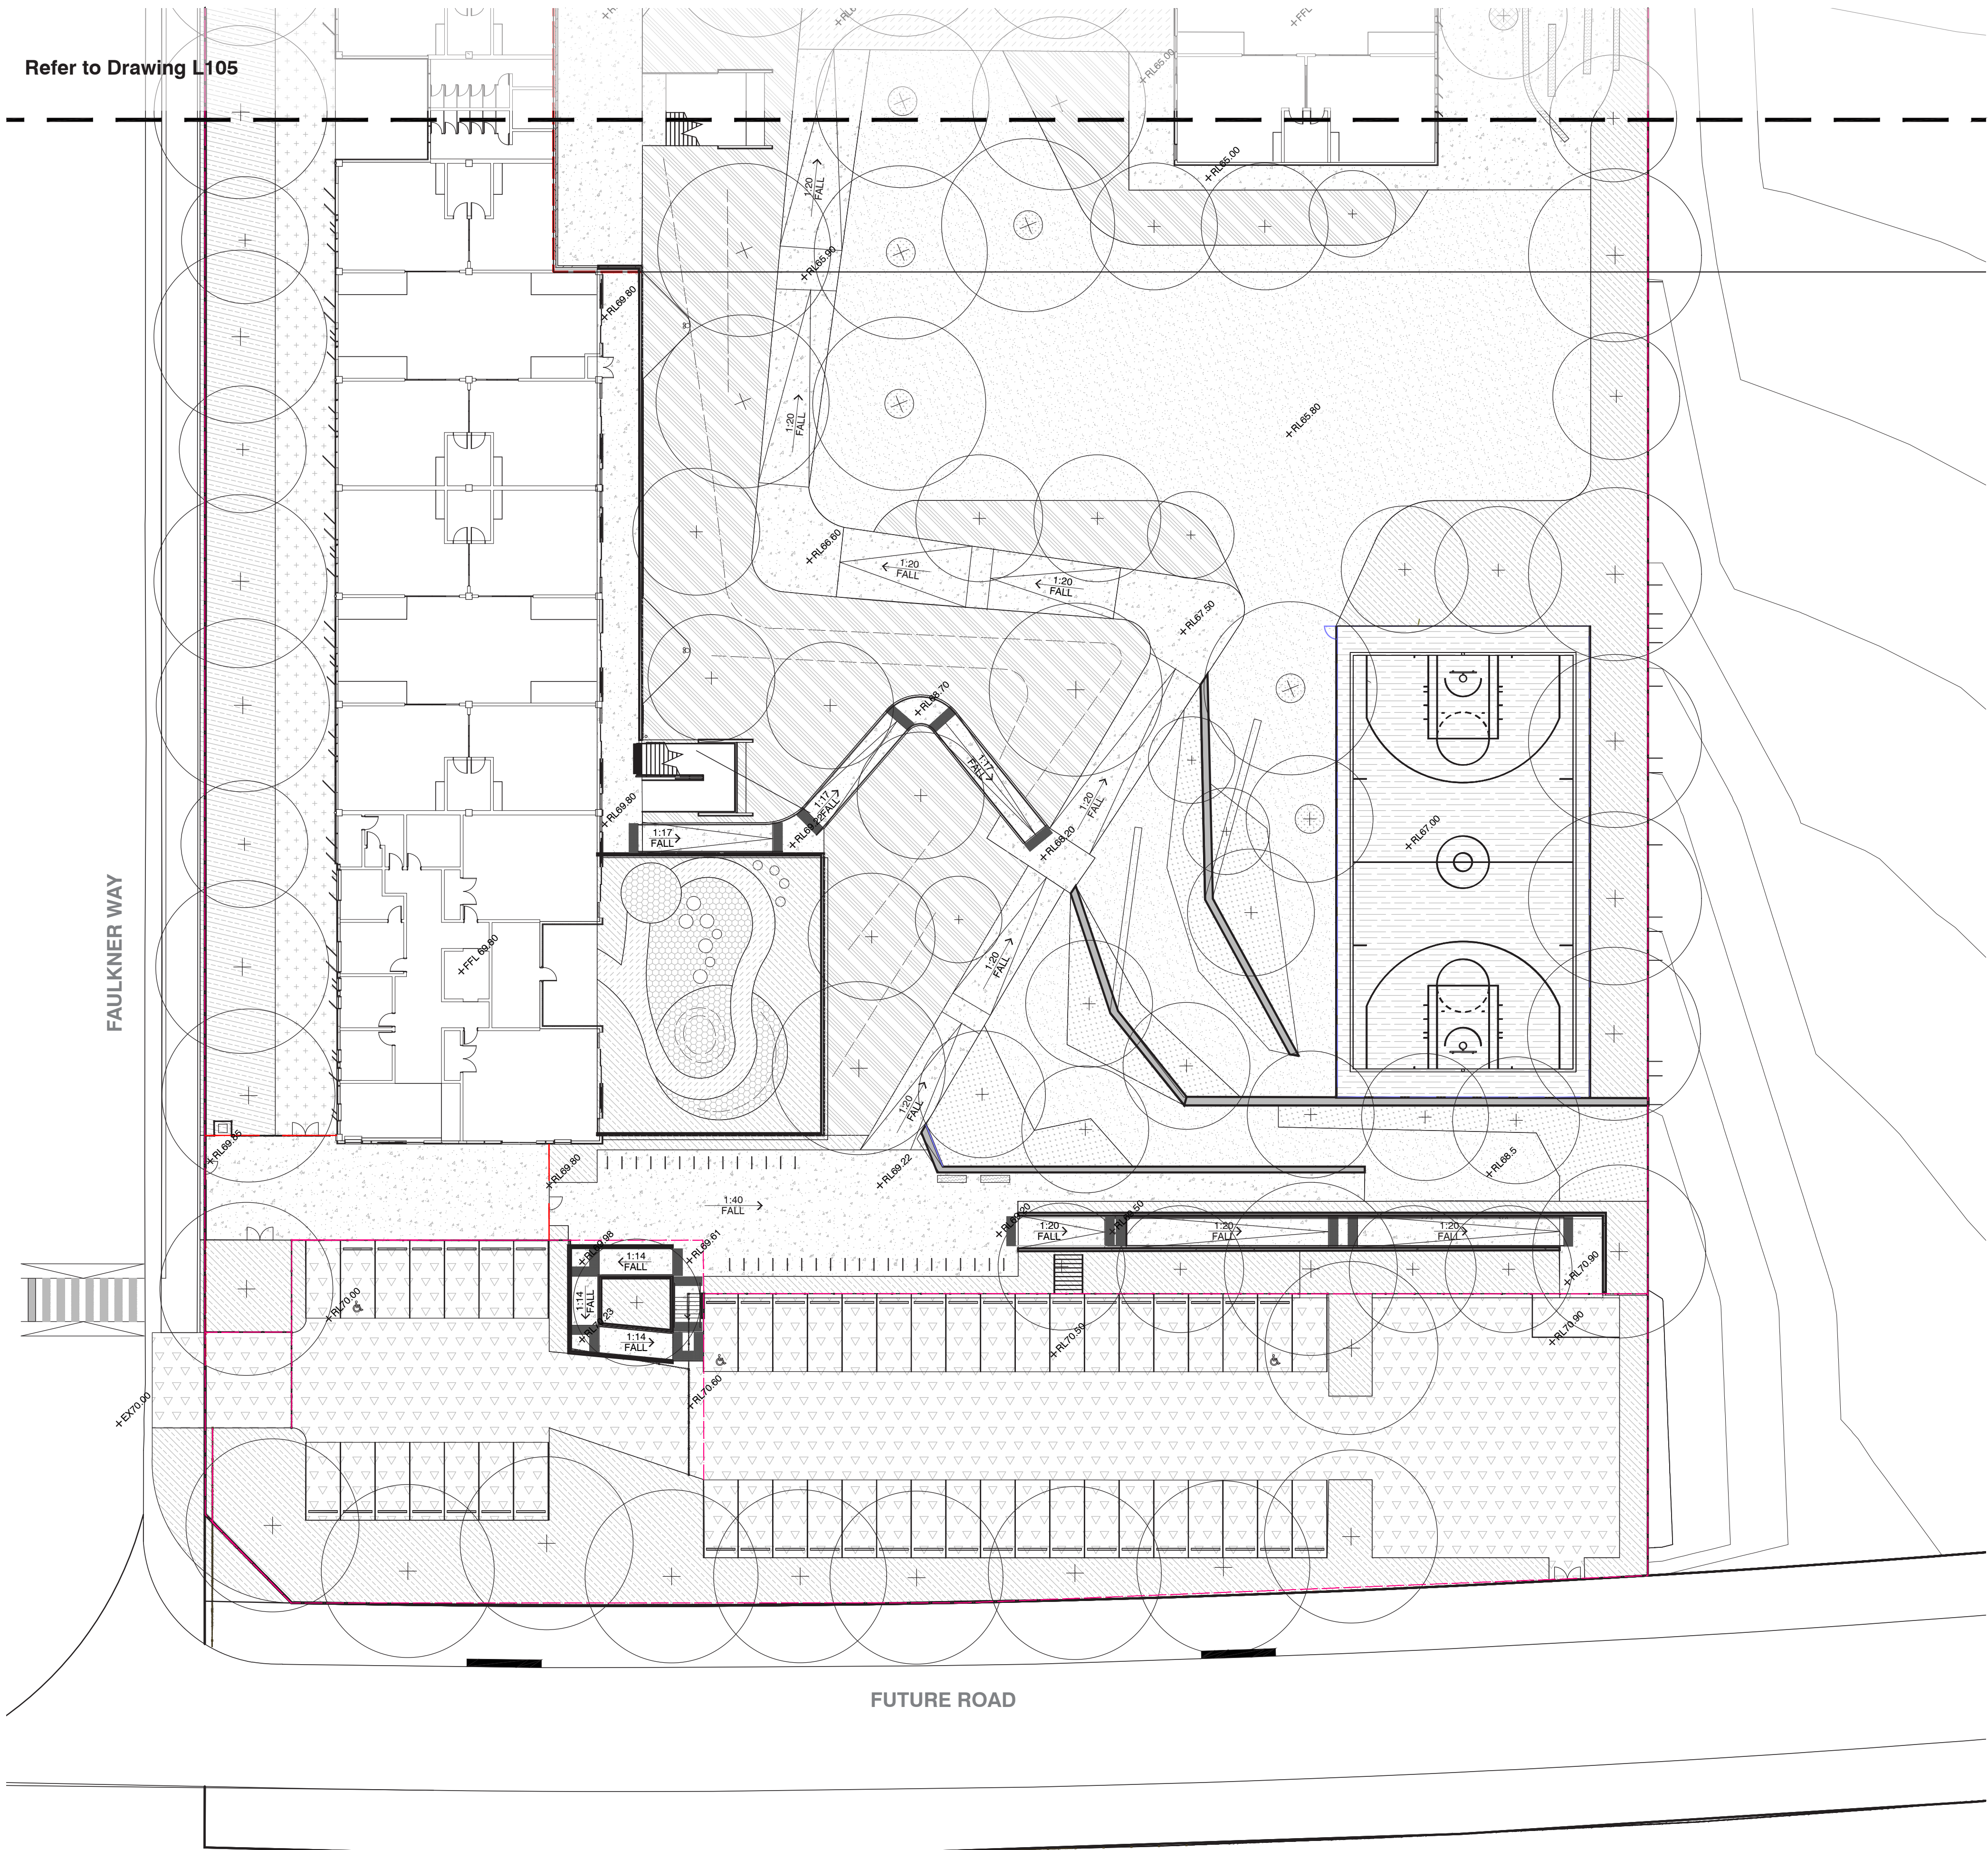 Refer to Drawing L105
+RL65.00
+RL65.00
1:20
FALL
+RL65.90
+RL69.80
1:20
FALL
+RL65.80
+RL66.60
1:20
FALL
1:20
FALL
+RL67.50
+RL68.70
1:17
FALL
1:17
FALL
1:20
FALL
+RL69.80
1:17
FALL
+RL68.20
+RL67.00
FAULKNER WAY
+FFL 69.80
1:20
FALL
1:20
FALL
+RL69.85
+RL69.80
+RL69.22
+RL68.5
1:40
FALL
1:20
FALL
1:20
FALL
1:20
FALL
+RL69.61
1:14
FALL
1:14
FALL
1:14
FALL
+RL70.90
+RL70.00
+RL70.50
+RL70.90
+RL70.60
+EX70.00
FUTURE ROAD